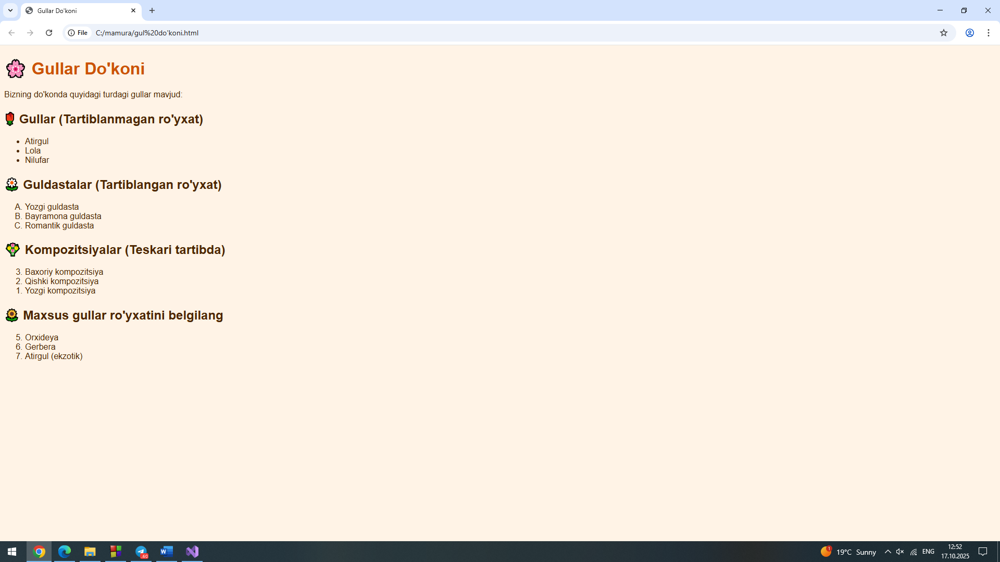 Gullar Do'koni
File
C:/mamura/gul%20do'koni.html
Gullar Do'koni
Bizning do'konda quyidagi turdagi gullar mavjud:
Gullar (Tartiblanmagan ro'yxat)
• Atirgul
• Lola
• Nilufar
Guldastalar (Tartiblangan ro'yxat)
A. Yozgi guldasta
B. Bayramona guldasta
C. Romantik guldasta
Kompozitsiyalar (Teskari tartibda)
3. Baxoriy kompozitsiya
2. Qishki kompozitsiya
1. Yozgi kompozitsiya
Maxsus gullar ro'yxatini belgilang
5. Orxideya
6. Gerbera
7. Atirgul (ekzotik)
.60
W
1
19°C Sunny
ENG
12:52
17.10.2025